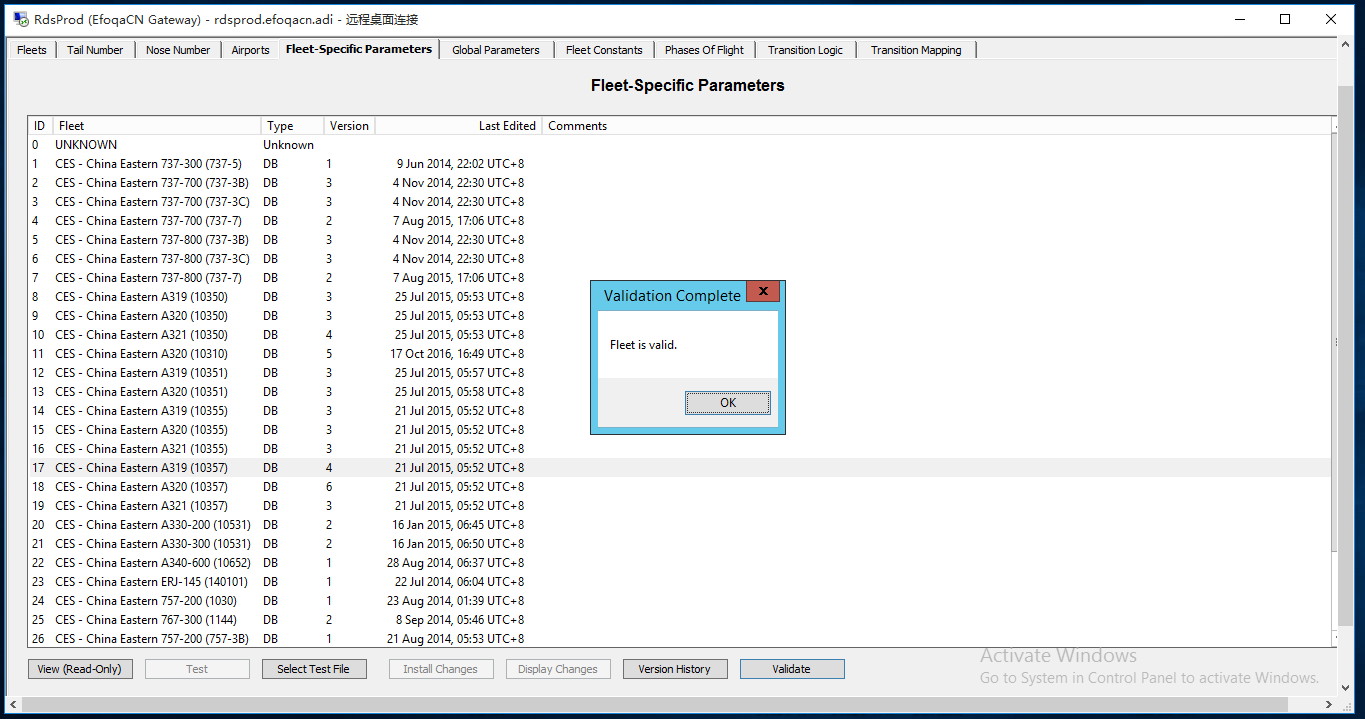 RdsProd (EfoqaCN Gateway) - rdsprod.efoqacn.adi - 远程桌面连接
Fleets Tail Number Nose Number Airports Fleet-Specific Parameters Global Parameters Fleet Constants Phases Of Flight Transition Logic Transition Mapping
Fleet-Specific Parameters
ID Fleet Type Version Last Edited Comments
0 UNKNOWN Unknown
1 CES - China Eastern 737-300 (737-5) DB 1 9 Jun 2014, 22:02 UTC+8
2 CES - China Eastern 737-700 (737-3B) DB 3 4 Nov 2014, 22:30 UTC+8
3 CES - China Eastern 737-700 (737-3C) DB 3 4 Nov 2014, 22:30 UTC+8
4 CES - China Eastern 737-700 (737-7) DB 2 7 Aug 2015, 17:06 UTC+8
5 CES - China Eastern 737-800 (737-3B) DB 3 4 Nov 2014, 22:30 UTC+8
6 CES - China Eastern 737-800 (737-3C) DB 3 4 Nov 2014, 22:30 UTC+8
7 CES - China Eastern 737-800 (737-7) DB 2 7 Aug 2015, 17:06 UTC+8
8 CES - China Eastern A319 (10350) DB 3 25 Jul 2015, 05:53 UTC+8
9 CES - China Eastern A320 (10350) DB 3 25 Jul 2015, 05:53 UTC+8
10 CES - China Eastern A321 (10350) DB 4 25 Jul 2015, 05:53 UTC+8
11 CES - China Eastern A320 (10310) DB 5 17 Oct 2016, 16:49 UTC+8
12 CES - China Eastern A319 (10351) DB 3 25 Jul 2015, 05:57 UTC+8
13 CES - China Eastern A320 (10351) DB 3 25 Jul 2015, 05:58 UTC+8
14 CES - China Eastern A319 (10355) DB 3 21 Jul 2015, 05:52 UTC+8
15 CES - China Eastern A320 (10355) DB 3 21 Jul 2015, 05:52 UTC+8
16 CES - China Eastern A321 (10355) DB 3 21 Jul 2015, 05:52 UTC+8
17 CES - China Eastern A319 (10357) DB 4 21 Jul 2015, 05:52 UTC+8
18 CES - China Eastern A320 (10357) DB 6 21 Jul 2015, 05:52 UTC+8
19 CES - China Eastern A321 (10357) DB 3 21 Jul 2015, 05:52 UTC+8
20 CES - China Eastern A330-200 (10531) DB 2 16 Jan 2015, 06:45 UTC+8
21 CES - China Eastern A330-300 (10531) DB 2 16 Jan 2015, 06:50 UTC+8
22 CES - China Eastern A340-600 (10652) DB 1 28 Aug 2014, 06:37 UTC+8
23 CES - China Eastern ERJ-145 (140101) DB 1 22 Jul 2014, 06:04 UTC+8
24 CES - China Eastern 757-200 (1030) DB 1 23 Aug 2014, 01:39 UTC+8
25 CES - China Eastern 767-300 (1144) DB 2 8 Sep 2014, 05:46 UTC+8
26 CES - China Eastern 757-200 (757-3B) DB 1 21 Aug 2014, 05:53 UTC+8
Validation Complete x
Fleet is valid.
OK
View (Read-Only) Test Select Test File Install Changes Display Changes Version History Validate
Activate Windows
Go to System in Control Panel to activate Windows.